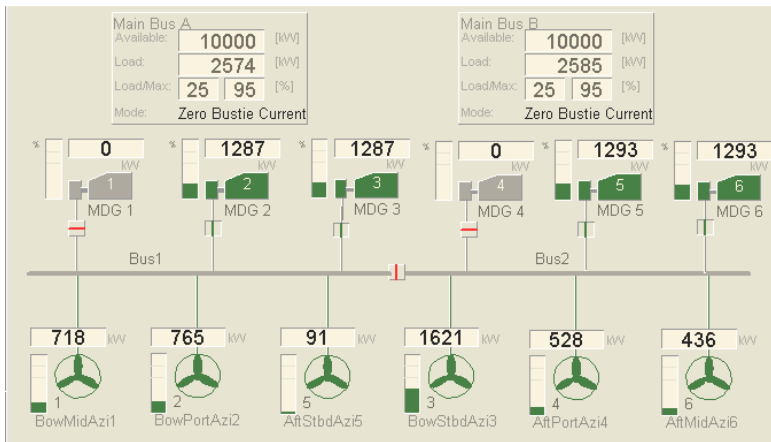 Main Bus A
Available: 10000 [kW]
Load: 2574 [kW]
Load/Max: 25 95 [%]
Mode: Zero Bustie Current
Main Bus B
Available: 10000 [kW]
Load: 2585 [kW]
Load/Max: 25 95 [%]
Mode: Zero Bustie Current
% 0 % 1287 % 1287 % 0 % 1293 % 1293
kW kW kW kW kW kW
1 2 3 4 5 6
MDG 1 MDG 2 MDG 3 MDG 4 MDG 5 MDG 6
Bus1 Bus2
718 kW 765 kW 91 kW 1621 kW 528 kW 436 kW
1 2 5 3 4 6
BowMidAzi1 BowPortAzi2 AftStbdAzi5 BowStbdAzi3 AftPortAzi4 AftMidAzi6